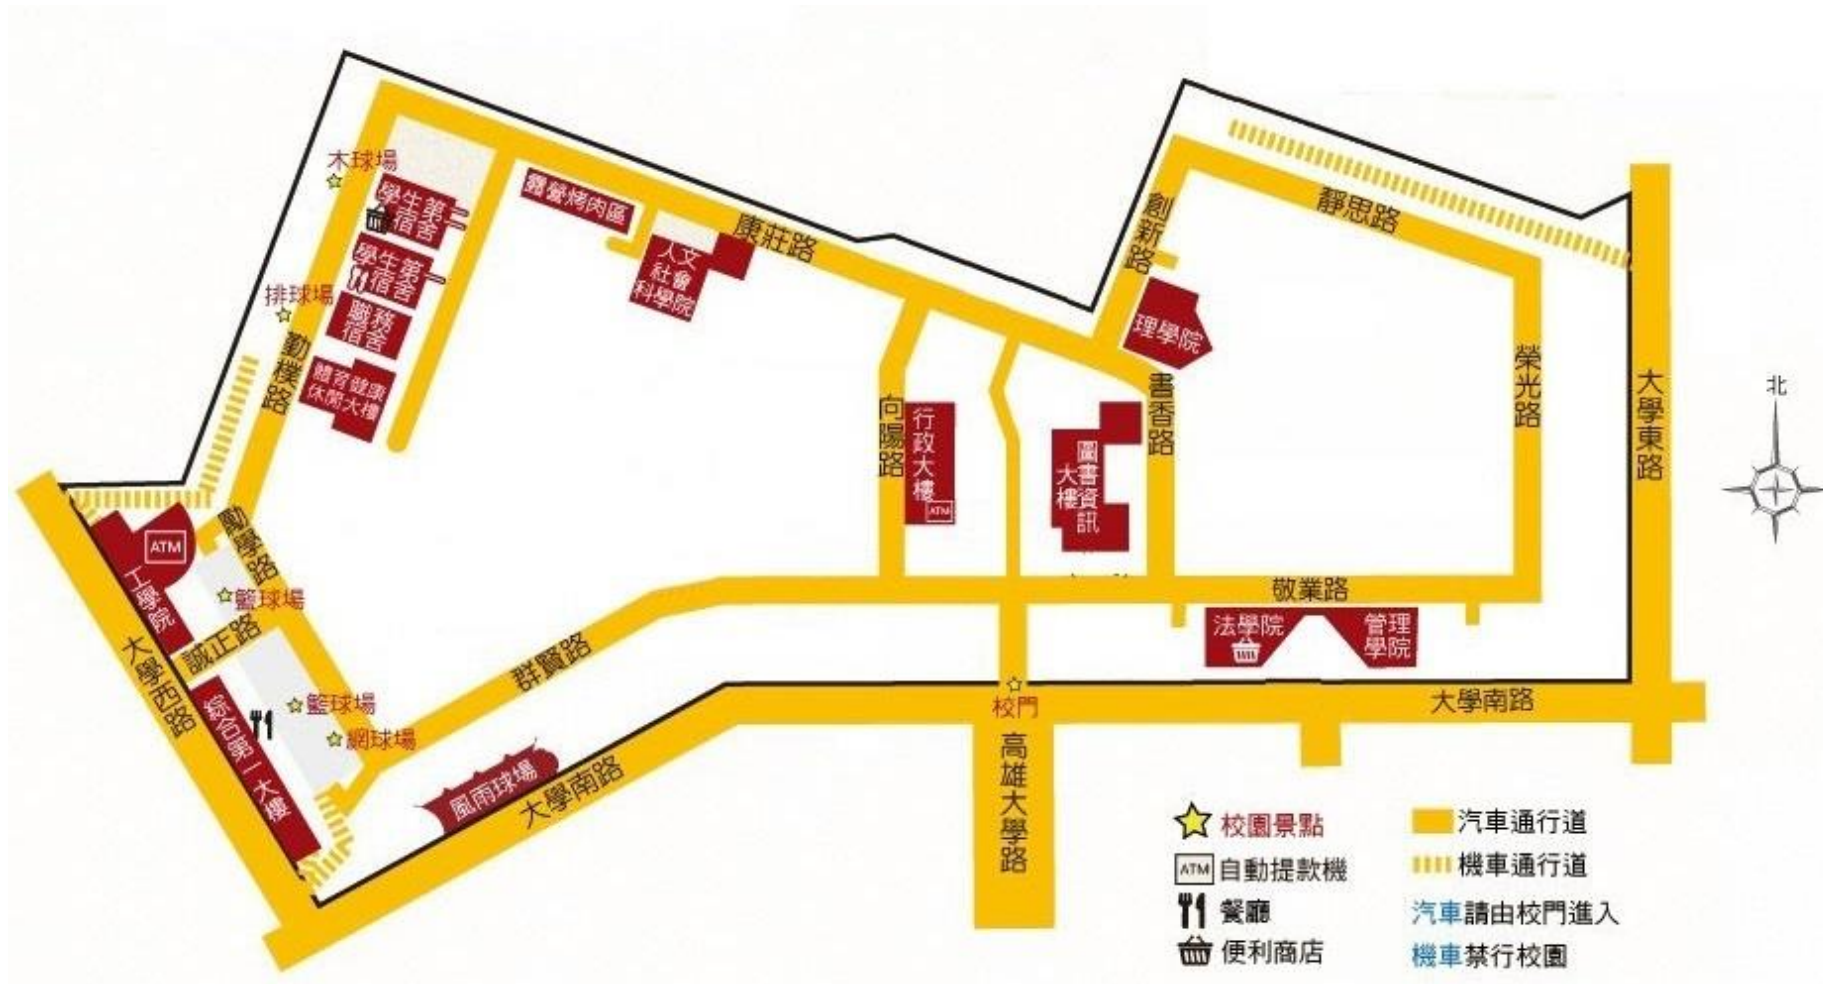 木球場
學生第二
宿舍
學生第一
宿舍
排球場
職務
宿舍
體育健康
休閒大樓
勤樸路
露營烤肉區
人文
社會
科學院
康莊路
創新路
靜思路
理學院
書香路
榮光路
大學東路
北
向陽路
行政大樓
ATM
圖書資訊
大樓
ATM
工學院
勤學路
籃球場
誠正路
大學西路
綜合第一大樓
籃球場
網球場
群賢路
風雨球場
大學南路
敬業路
法學院
管理
學院
大學南路
校門
高雄大學路
校園景點
ATM 自動提款機
餐廳
便利商店
汽車通行道
機車通行道
汽車請由校門進入
機車禁行校園